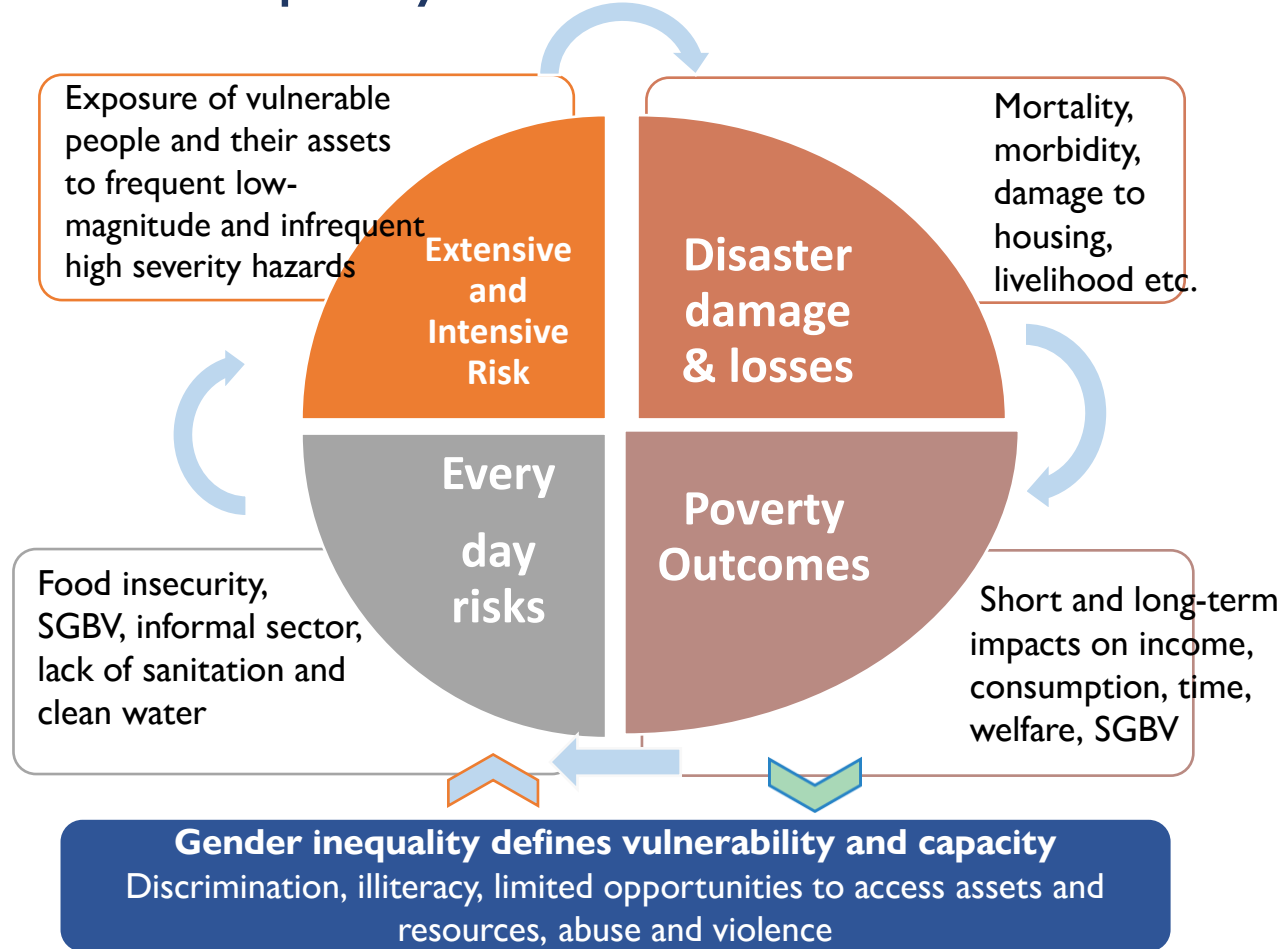 Exposure of vulnerable
people and their assets
to frequent low-
magnitude and infrequent
high severity hazards
Extensive
and
Intensive
Risk
Disaster
damage
& losses
Mortality,
morbidity,
damage to
housing,
livelihood etc.
Every
day
risks
Food insecurity,
SGBV, informal sector,
lack of sanitation and
clean water
Poverty
Outcomes
Short and long-term
impacts on income,
consumption, time,
welfare, SGBV
Gender inequality defines vulnerability and capacity
Discrimination, illiteracy, limited opportunities to access assets and
resources, abuse and violence